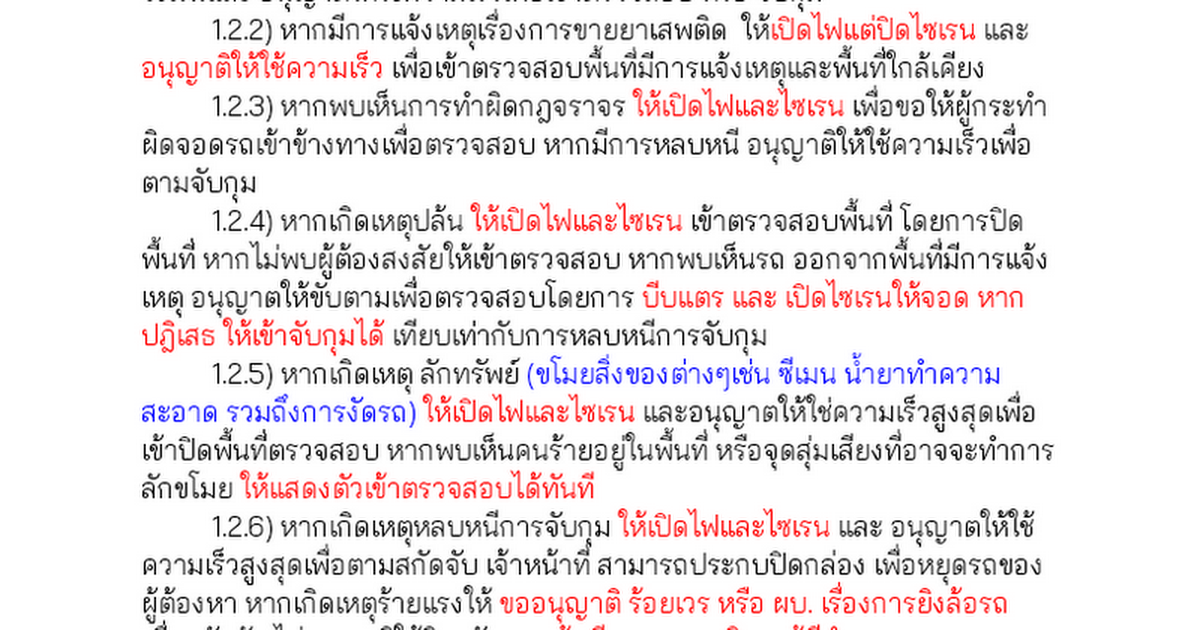 1.2.2) หากมีการแจ้งเหตุเรื่องการขายยาเสพติด ให้เปิดไฟแต่ปิดไซเรน และ
อนุญาติให้ใช้ความเร็ว เพื่อเข้าตรวจสอบพื้นที่มีการแจ้งเหตุและพื้นที่ใกล้เคียง
1.2.3) หากพบเห็นการทำผิดกฎจราจร ให้เปิดไฟและไซเรน เพื่อขอให้ผู้กระทำ
ผิดจอดรถเข้าข้างทางเพื่อตรวจสอบ หากมีการหลบหนี อนุญาติให้ใช้ความเร็วเพื่อ
ตามจับกุม
1.2.4) หากเกิดเหตุปล้น ให้เปิดไฟและไซเรน เข้าตรวจสอบพื้นที่ โดยการปิด
พื้นที่ หากไม่พบผู้ต้องสงสัยให้เข้าตรวจสอบ หากพบเห็นรถ ออกจากพื้นที่มีการแจ้ง
เหตุ อนุญาตให้ขับตามเพื่อตรวจสอบโดยการ บีบแตร และ เปิดไซเรนให้จอด หาก
ปฎิเสธ ให้เข้าจับกุมได้ เทียบเท่ากับการหลบหนีการจับกุม
1.2.5) หากเกิดเหตุ ลักทรัพย์ (ขโมยสิ่งของต่างๆเช่น ซีเมน น้ำยาทำความ
สะอาด รวมถึงการงัดรถ) ให้เปิดไฟและไซเรน และอนุญาตให้ใช่ความเร็วสูงสุดเพื่อ
เข้าปิดพื้นที่ตรวจสอบ หากพบเห็นคนร้ายอยู่ในพื้นที่ หรือจุดสุ่มเสียงที่อาจจะทำการ
ลักขโมย ให้แสดงตัวเข้าตรวจสอบได้ทันที
1.2.6) หากเกิดเหตุหลบหนีการจับกุม ให้เปิดไฟและไซเรน และ อนุญาตให้ใช้
ความเร็วสูงสุดเพื่อตามสกัดจับ เจ้าหน้าที่ สามารถประกบปิดกล่อง เพื่อหยุดรถของ
ผู้ต้องหา หากเกิดเหตุร้ายแรงให้ ขออนุญาติ ร้อยเวร หรือ ผบ. เรื่องการยิงล้อรถ